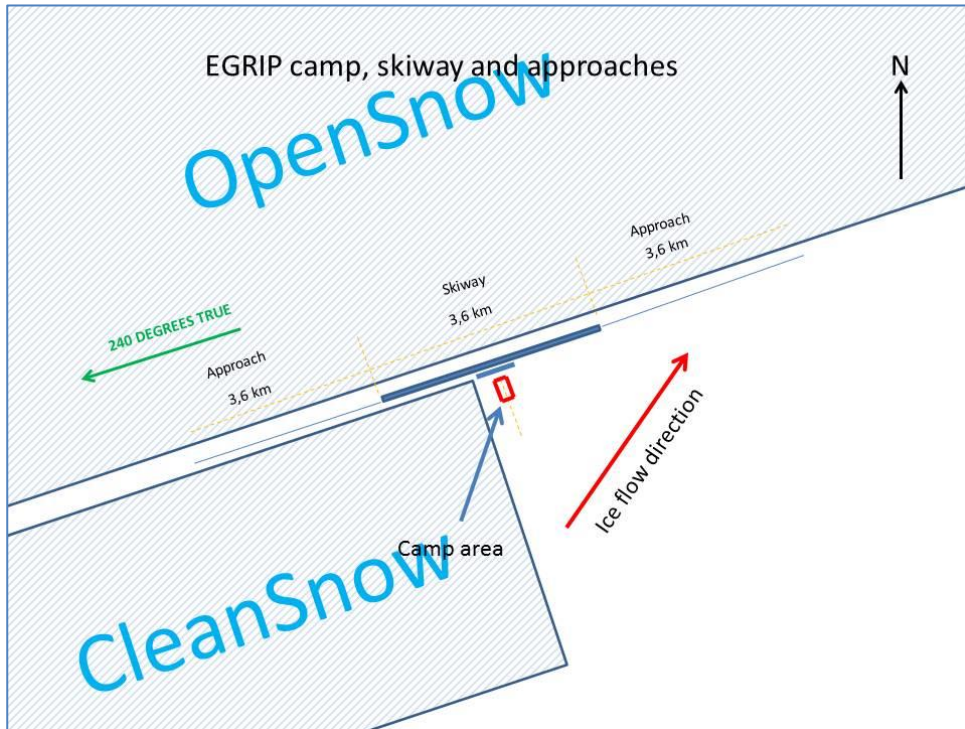 EGRIP camp, skiway and approaches
N
OpenSnow
Approach
3,6 km
Skiway
3,6 km
240 DEGREES TRUE
Approach
3,6 km
Ice flow direction
Camp area
CleanSnow